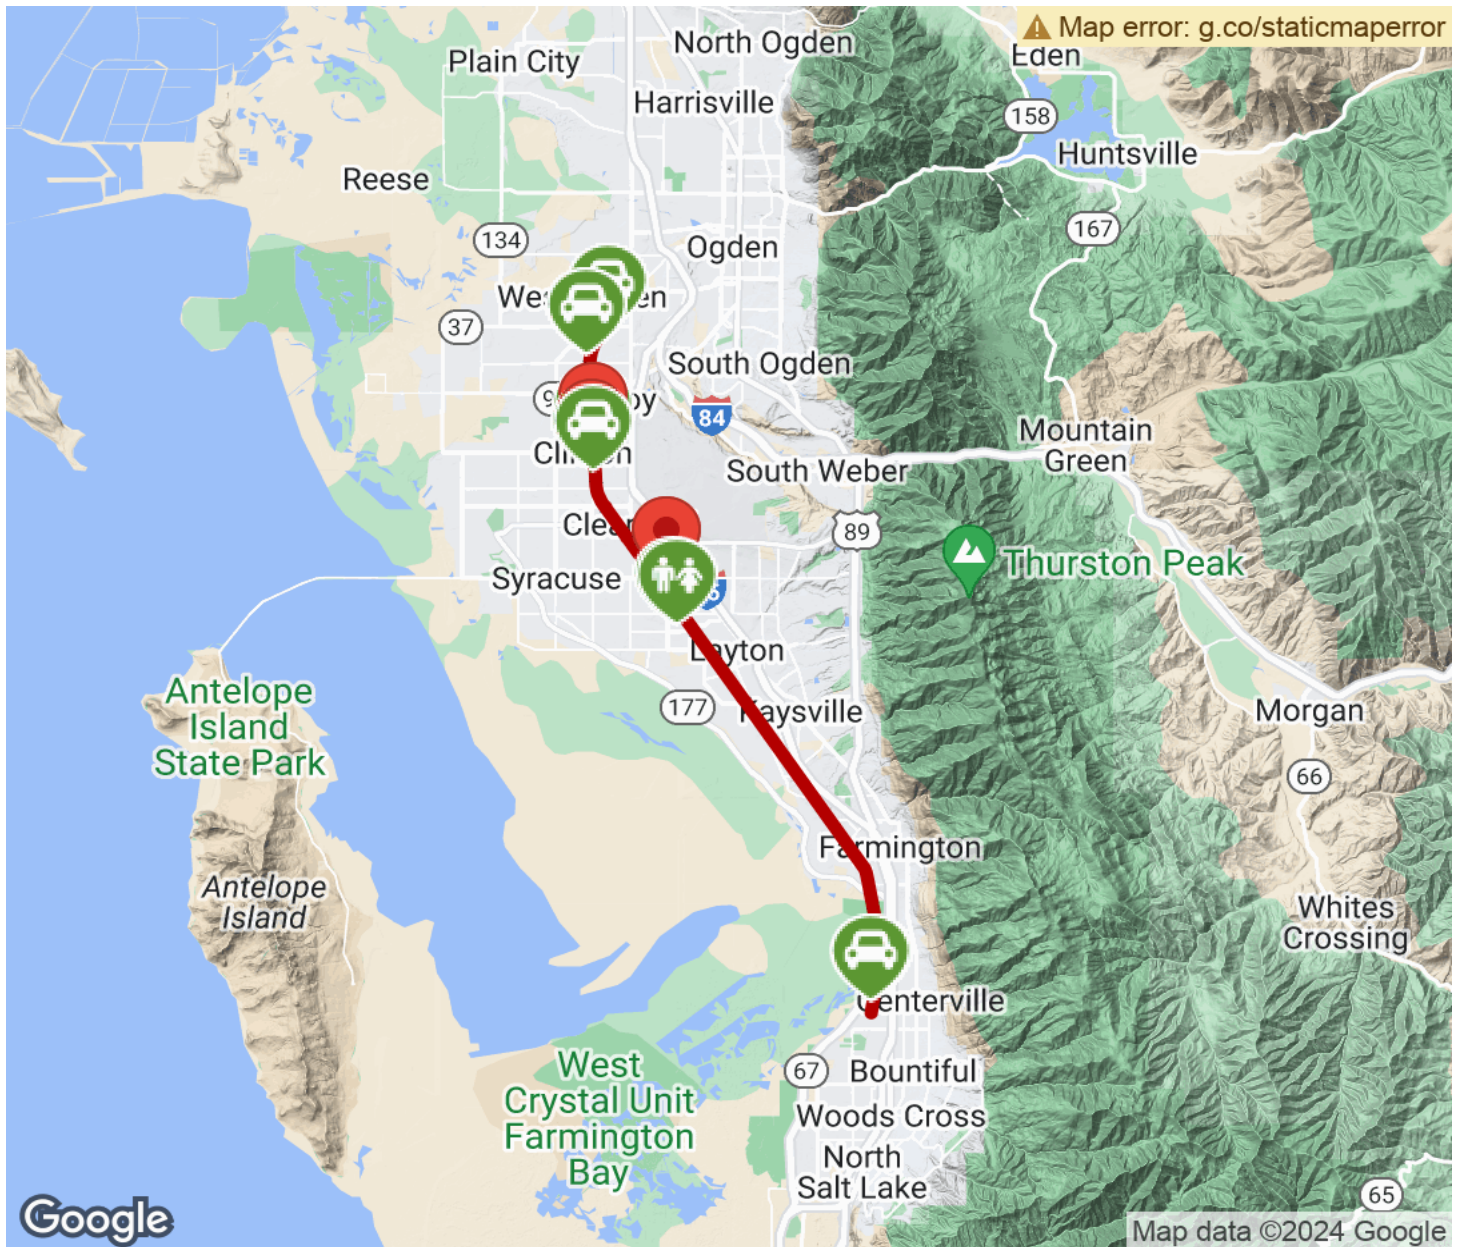 Map error: g.co/staticmaperror
North Ogden
Plain City
Eden
Harrisville
158
Huntsville
Reese
167
134
Ogden
37
South Ogden
84
Mountain
Green
South Weber
89
Syracuse
Thurston Peak
Layton
177
Kaysville
Antelope
Island
State Park
Morgan
66
Farmington
Antelope
Island
Whites
Crossing
Centerville
West
Crystal Unit
Farmington
Bay
67
Bountiful
Woods Cross
North
Salt Lake
65
Google
Map data ©2024 Google